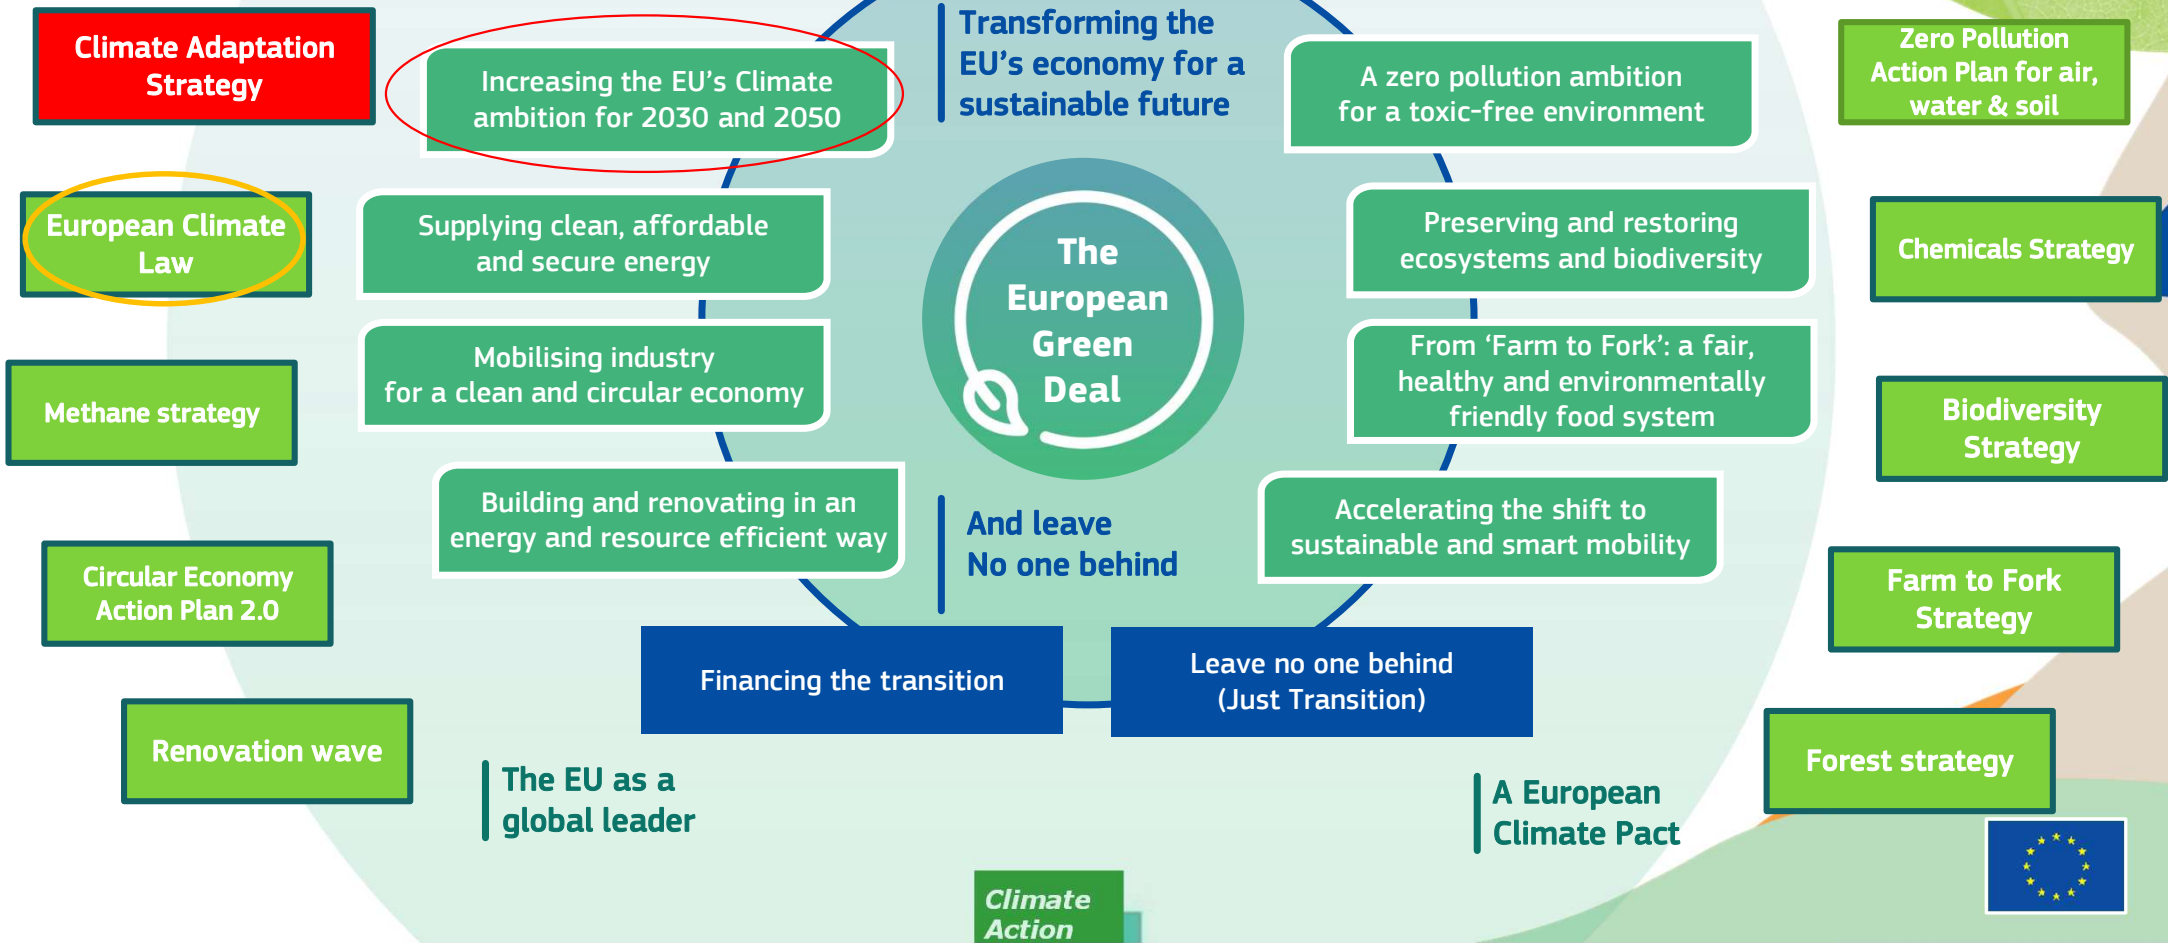 Climate Adaptation
Strategy
European Climate
Law
Methane strategy
Circular Economy
Action Plan 2.0
Renovation wave
Increasing the EU's Climate
ambition for 2030 and 2050
Supplying clean, affordable
and secure energy
Mobilising industry
for a clean and circular economy
Building and renovating in an
energy and resource efficient way
Transforming the
EU's economy for a
sustainable future
The
European
Green
Deal
And leave
No one behind
A zero pollution ambition
for a toxic-free environment
Preserving and restoring
ecosystems and biodiversity
From ‘Farm to Fork’: a fair,
healthy and environmentally
friendly food system
Accelerating the shift to
sustainable and smart mobility
Financing the transition
Leave no one behind
(Just Transition)
The EU as a
global leader
A European
Climate Pact
Zero Pollution
Action Plan for air,
water & soil
Chemicals Strategy
Biodiversity
Strategy
Farm to Fork
Strategy
Forest strategy
Climate
Action